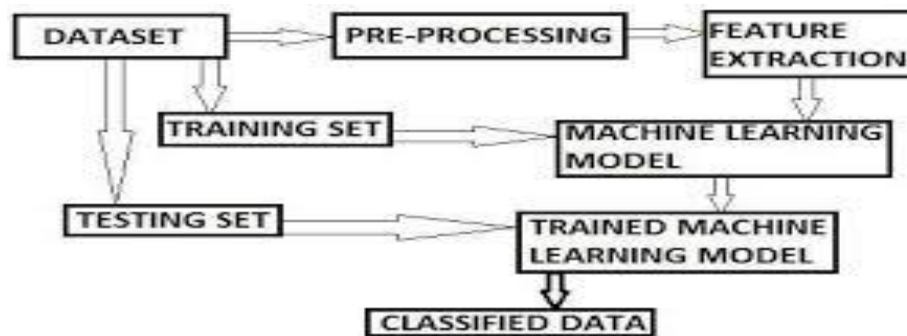 DATASET
PRE-PROCESSING
FEATURE
EXTRACTION
TRAINING SET
MACHINE LEARNING
MODEL
TESTING SET
TRAINED MACHINE
LEARNING MODEL
CLASSIFIED DATA